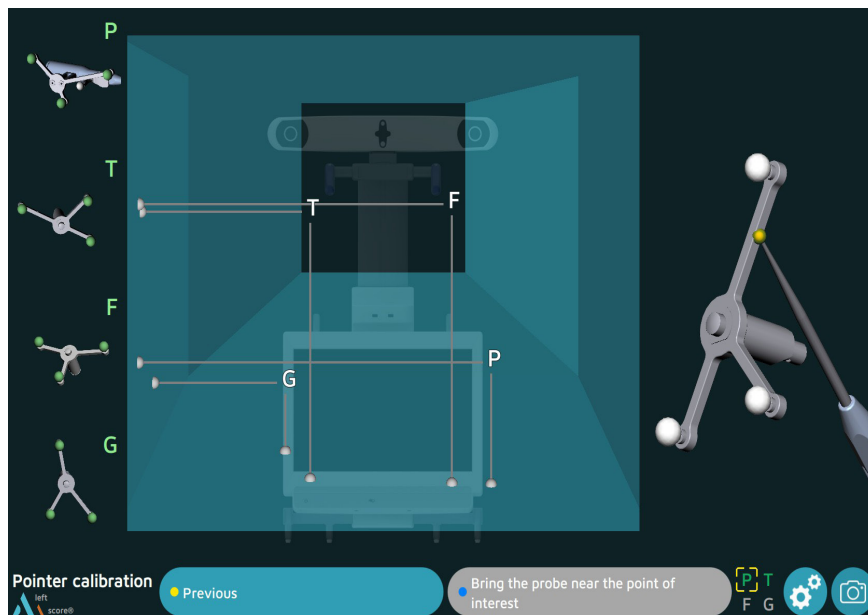 P
T
F
G
T
F
P
G
Pointer calibration
left
score®
Previous
Bring the probe near the point of
interest
P T
F G